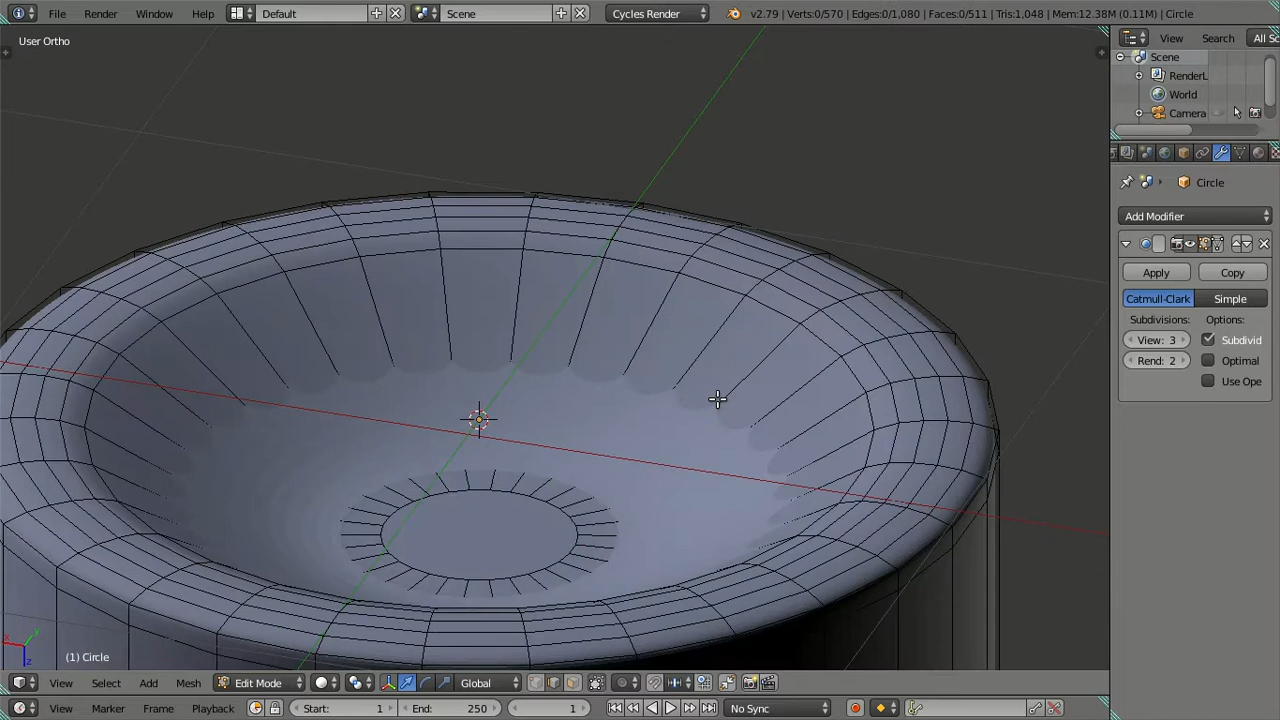 File Render Window Help Default Scene Cycles Render v2.79 | Verts:0/570 | Edges:0/1,080 | Faces:0/511 | Tris:1,048 | Mem:12.38M (0.11M) | Circle
User Ortho
View Search All Sc
Scene
RenderL
World
Camera
Circle
Add Modifier
Apply Copy
Catmull-Clark Simple
Subdivisions: Options:
View: 3 Subdivid
Rend: 2 Optimal
Use Ope
x y z
(1) Circle
View Select Add Mesh Edit Mode Global
View Marker Frame Playback Start: 1 End: 250 1 No Sync